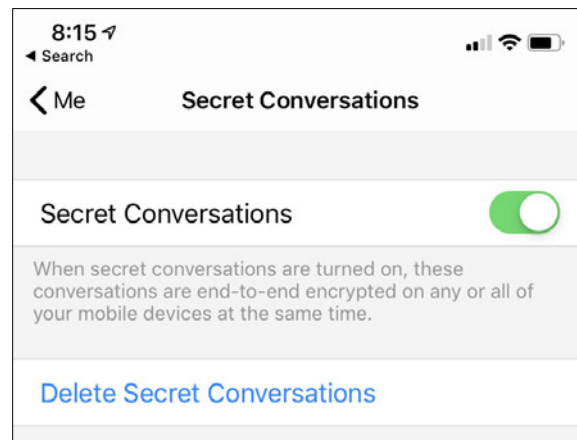 8:15
◀ Search
Me
Secret Conversations
Secret Conversations
When secret conversations are turned on, these
conversations are end-to-end encrypted on any or all of
your mobile devices at the same time.
Delete Secret Conversations